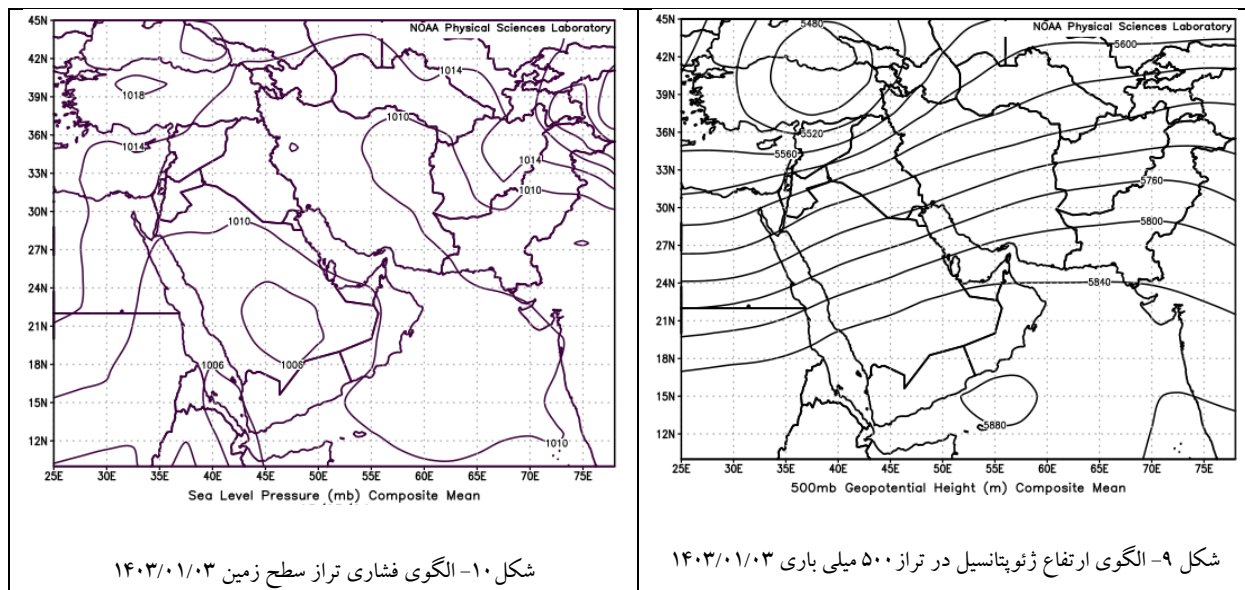 NOAA Physical Sciences Laboratory
45N
42N
39N
36N
33N
30N
27N
24N
21N
18N
15N
12N
1014
1018
1010
1014
1014
1010
1010
1006
1006
1010
25E 30E 35E 40E 45E 50E 55E 60E 65E 70E 75E
Sea Level Pressure (mb) Composite Mean
شکل ۱۰- الگوی فشاری تراز سطح زمین ۱۴۰۳/۰۱/۰۳
NOAA Physical Sciences Laboratory
45N
42N
39N
36N
33N
30N
27N
24N
21N
18N
15N
12N
5480
5600
5520
5560
5760
5800
5840
5880
25E 30E 35E 40E 45E 50E 55E 60E 65E 70E 75E
500mb Geopotential Height (m) Composite Mean
شکل ۹- الگوی ارتفاع ژئوپتانسیل در تراز ۵۰۰ میلی باری ۱۴۰۳/۰۱/۰۳